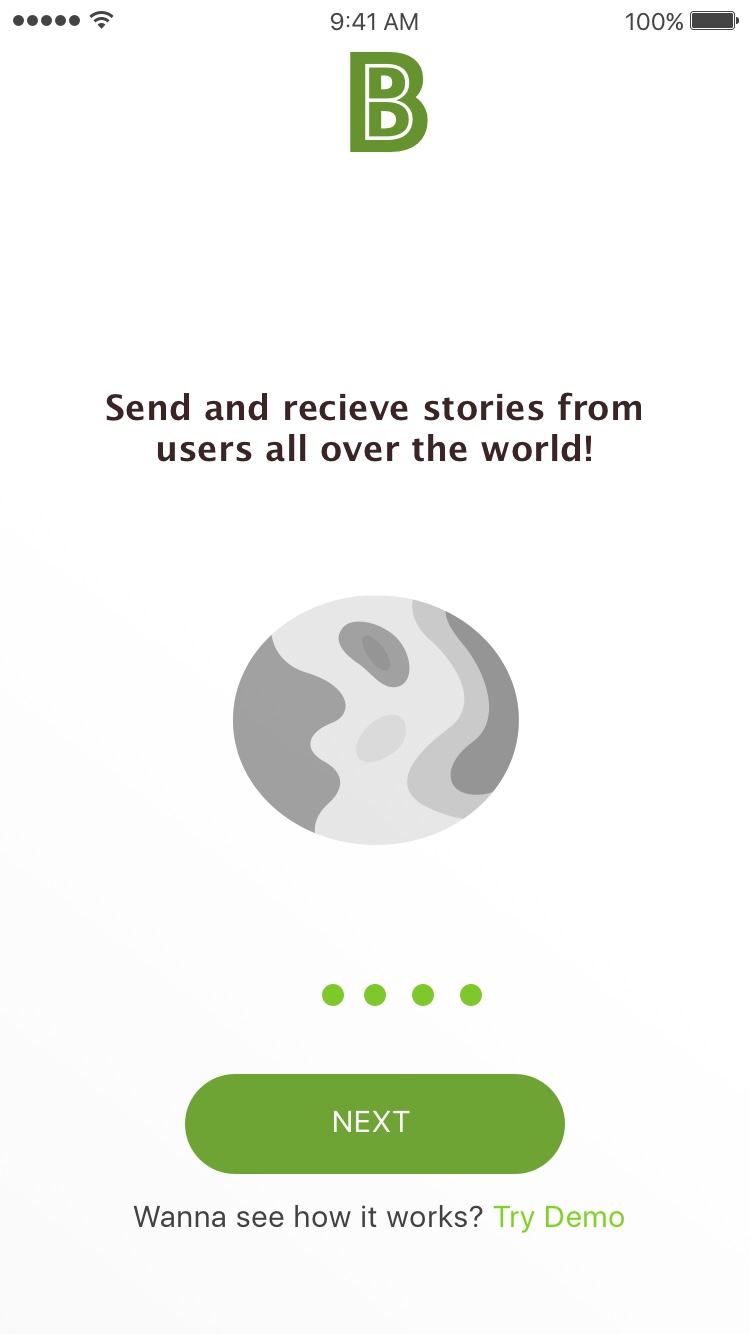 9:41 AM 100%
B
Send and recieve stories from
users all over the world!
NEXT
Wanna see how it works? Try Demo